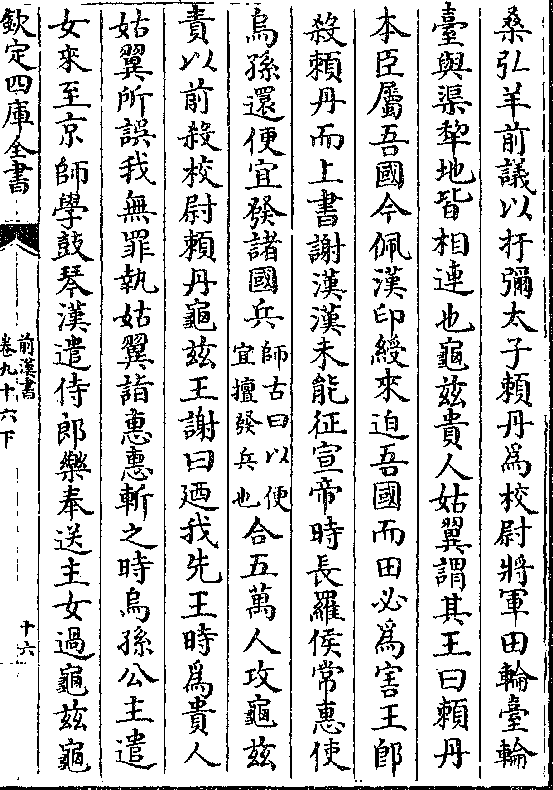 桑弘羊前議以扜彌太子賴丹為校尉將軍田輪臺輪
臺與渠犂地皆相連也龜兹貴人姑翼謂其王曰賴丹
本臣屬吾國今佩漢印綬來迫吾國而田必為害王即
殺賴丹而上書謝漢漢未能征宣帝時長羅侯常惠使
烏孫還便宜發諸國兵師古曰以便宜擅發兵也合五萬人攻龜兹
責以前殺校尉賴丹龜兹王謝曰廼我先王時為貴人
姑翼所誤我無罪執姑翼詣惠惠斬之時烏孫公主遣
女來至京師學鼓琴漢遣侍郎樂奉送主女過龜兹龜
欽定四庫全書
前漢書
卷九十六下
十六